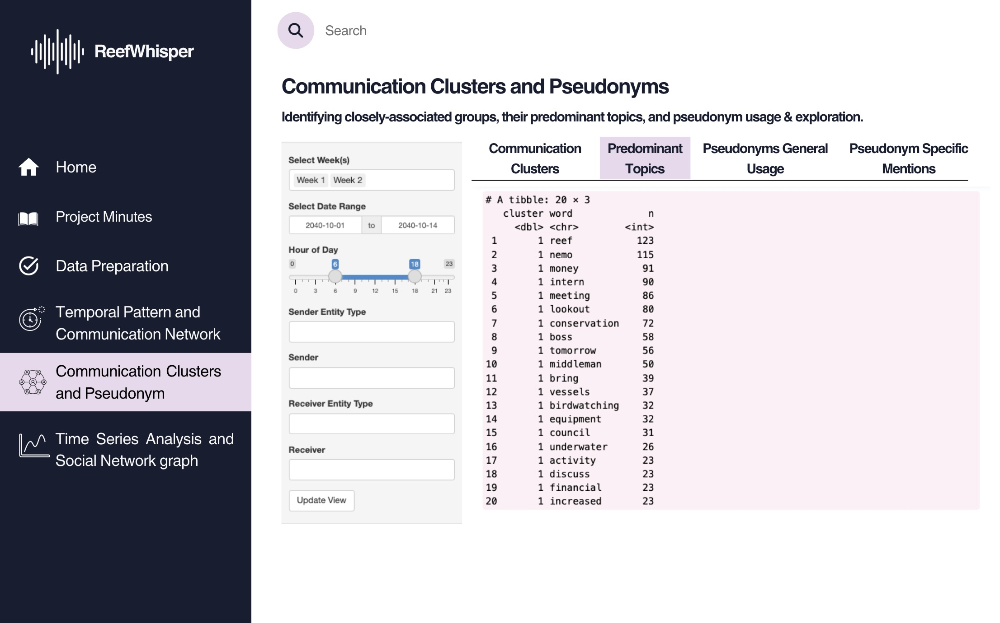 ReefWhisper
Home
Project Minutes
Data Preparation
Temporal Pattern and
Communication Network
Communication Clusters
and Pseudonym
Time Series Analysis and
Social Network graph
Search
Communication Clusters and Pseudonyms
Identifying closely-associated groups, their predominant topics, and pseudonym usage & exploration.
Select Week(s)
Week 1 Week 2
Select Date Range
2040-10-01 to 2040-10-14
Hour of Day
0 6 18 23
0 3 6 9 12 15 18 21 23
Sender Entity Type
Sender
Receiver Entity Type
Receiver
Update View
Communication
Clusters
Predominant
Topics
Pseudonyms General
Usage
Pseudonym Specific
Mentions
# A tibble: 20 × 3
cluster word n
<dbl> <chr> <int>
1 1 reef 123
2 1 nemo 115
3 1 money 91
4 1 intern 90
5 1 meeting 86
6 1 lookout 80
7 1 conservation 72
8 1 boss 58
9 1 tomorrow 56
10 1 middleman 50
11 1 bring 39
12 1 vessels 37
13 1 birdwatching 32
14 1 equipment 32
15 1 council 31
16 1 underwater 26
17 1 activity 23
18 1 discuss 23
19 1 financial 23
20 1 increased 23